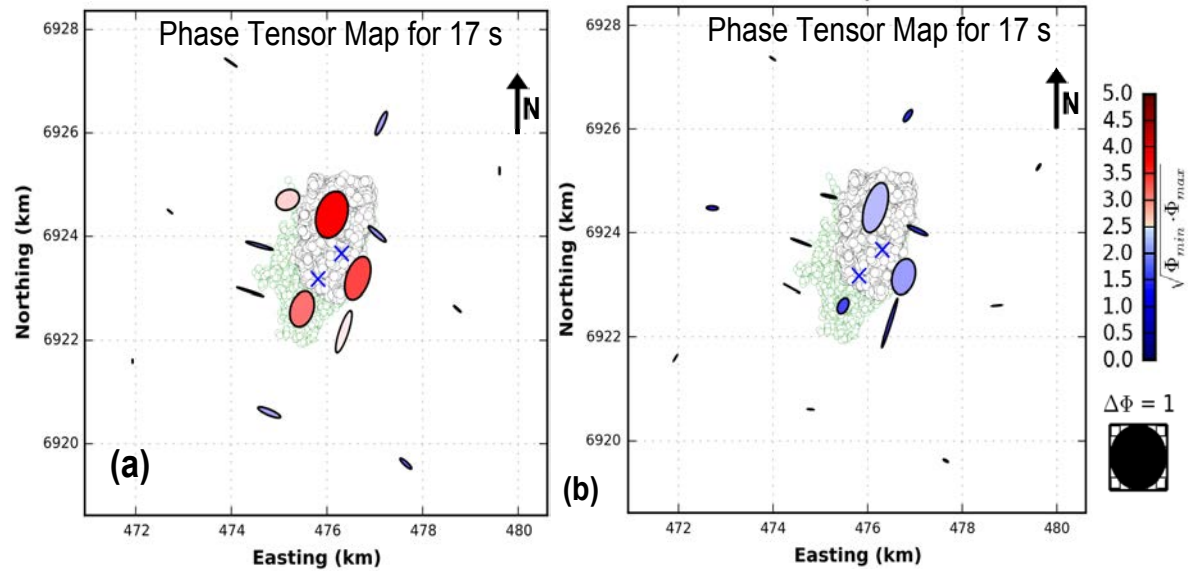 Phase Tensor Map for 17 s
N
6928
6926
6924
6922
6920
Northing (km)
472
474
476
478
480
Easting (km)
(a)
Phase Tensor Map for 17 s
N
6928
6926
6924
6922
6920
Northing (km)
472
474
476
478
480
Easting (km)
(b)
5.0
4.5
4.0
3.5
3.0
2.5
2.0
1.5
1.0
0.5
0.0
√Φmin ·Φmax
ΔΦ = 1